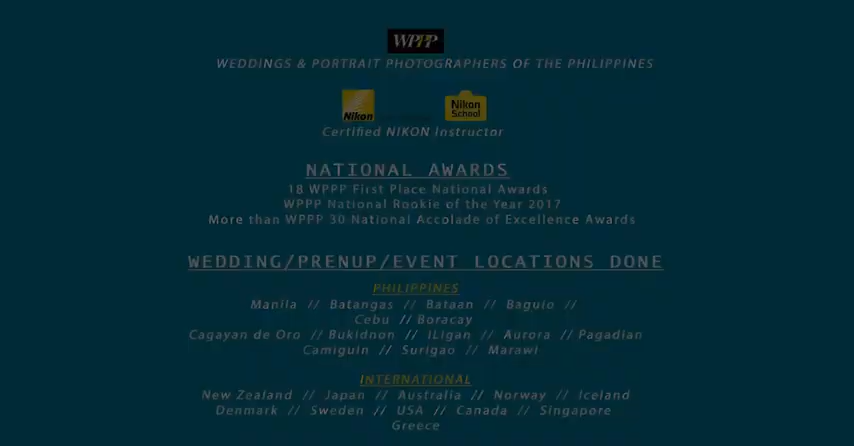 WPPP
WEDDINGS & PORTRAIT PHOTOGRAPHERS OF THE PHILIPPINES
Nikon
Nikon
School
Certified NIKON Instructor
NATIONAL AWARDS
18 WPPP First Place National Awards
WPPP National Rookie of the Year 2017
More than WPPP 30 National Accolade of Excellence Awards
WEDDING/PRENUP/EVENT LOCATIONS DONE
PHILIPPINES
Manila // Batangas // Bataan // Baguio //
Cebu // Boracay
Cagayan de Oro // Bukidnon // ILigan // Aurora // Pagadian
Camiguin // Surigao // Marawi
INTERNATIONAL
New Zealand // Japan // Australia // Norway // Iceland
Denmark // Sweden // USA // Canada // Singapore
Greece